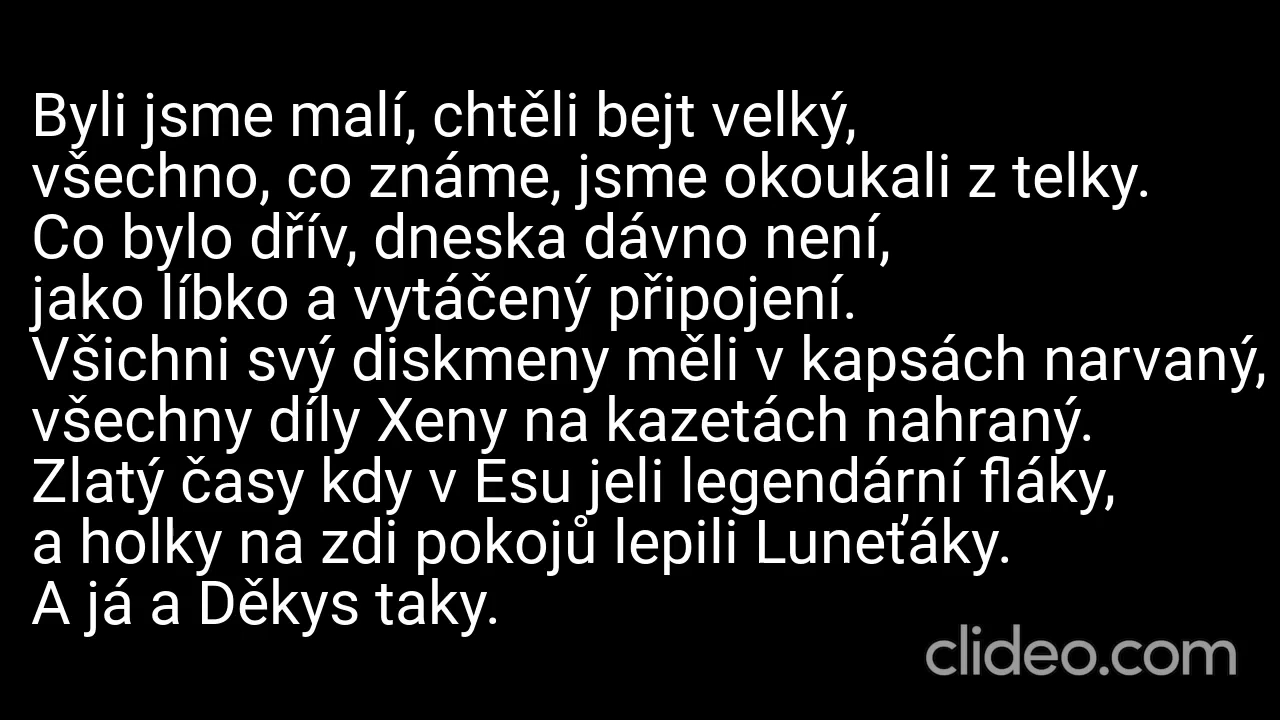 Byli jsme malí, chtěli bejt velký,
všechno, co známe, jsme okoukali z telky.
Co bylo dřív, dneska dávno není,
jako líbko a vytáčený připojení.
Všichni svý diskmeny měli v kapsách narvaný,
všechny díly Xeny na kazetách nahraný.
Zlatý časy kdy v Esu jeli legendární fláky,
a holky na zdi pokojů lepili Luneťáky.
A já a Děkys taky.
clideo.com